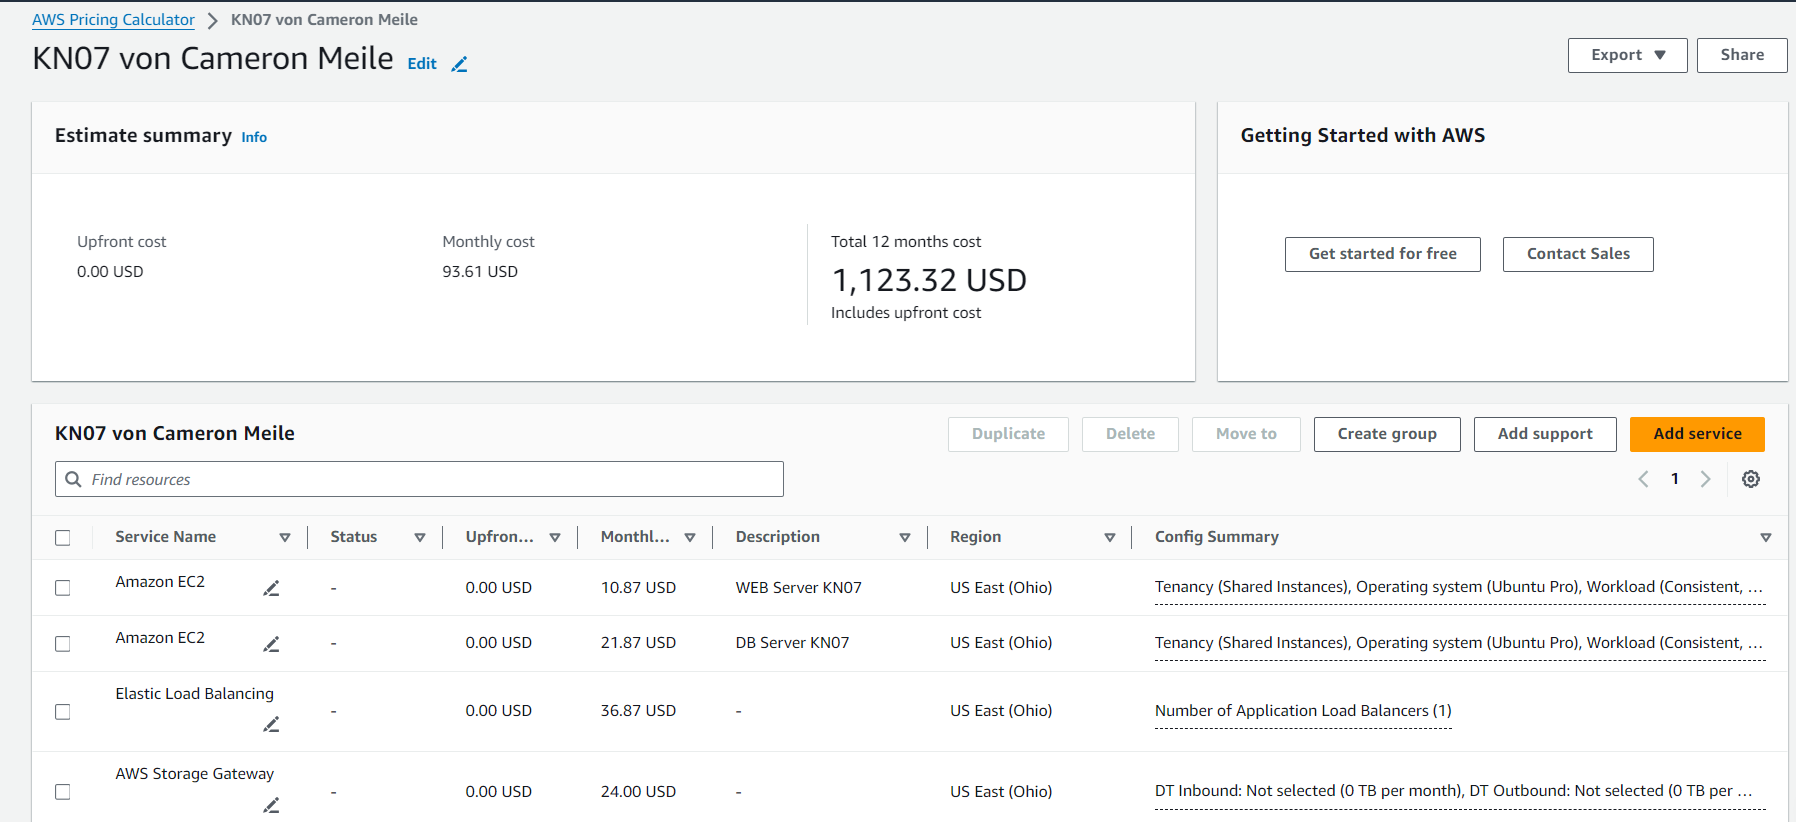 AWS Pricing Calculator > KN07 von Cameron Meile
KN07 von Cameron Meile Edit
Export Share
Estimate summary Info
Getting Started with AWS
Upfront cost Monthly cost Total 12 months cost
0.00 USD 93.61 USD 1,123.32 USD
Includes upfront cost
Get started for free Contact Sales
KN07 von Cameron Meile
Duplicate Delete Move to Create group Add support Add service
Find resources
1
Service Name Status Upfron... Monthl... Description Region Config Summary
Amazon EC2 - 0.00 USD 10.87 USD WEB Server KN07 US East (Ohio) Tenancy (Shared Instances), Operating system (Ubuntu Pro), Workload (Consistent, ...
Amazon EC2 - 0.00 USD 21.87 USD DB Server KN07 US East (Ohio) Tenancy (Shared Instances), Operating system (Ubuntu Pro), Workload (Consistent, ...
Elastic Load Balancing - 0.00 USD 36.87 USD - US East (Ohio) Number of Application Load Balancers (1)
AWS Storage Gateway - 0.00 USD 24.00 USD - US East (Ohio) DT Inbound: Not selected (0 TB per month), DT Outbound: Not selected (0 TB per ...